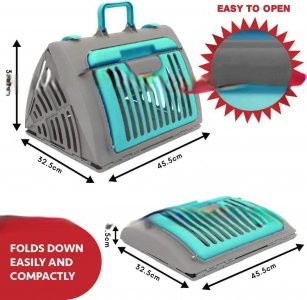 EASY TO OPEN
32.5cm
45.5cm
32.5cm
45.5cm
FOLDS DOWN
EASILY AND
COMPACTLY